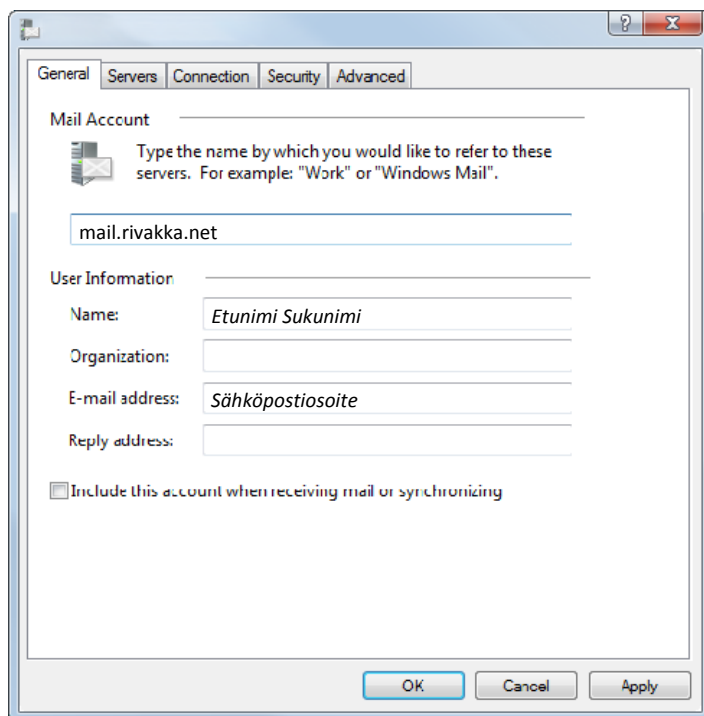 General Servers Connection Security Advanced
Mail Account
Type the name by which you would like to refer to these
servers. For example: "Work" or "Windows Mail".
mail.rivakka.net
User Information
Name: Etunimi Sukunimi
Organization:
E-mail address: Sähköpostiosoite
Reply address:
Include this account when receiving mail or synchronizing
OK Cancel Apply